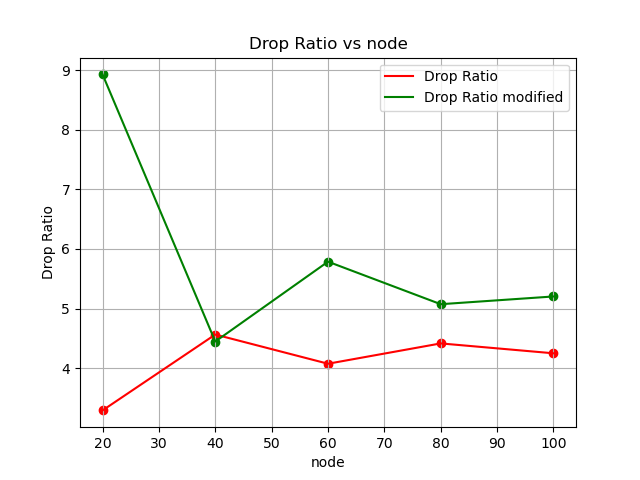 Drop Ratio vs node
Drop Ratio
Drop Ratio modified
9
8
7
6
5
4
Drop Ratio
20 30 40 50 60 70 80 90 100
node